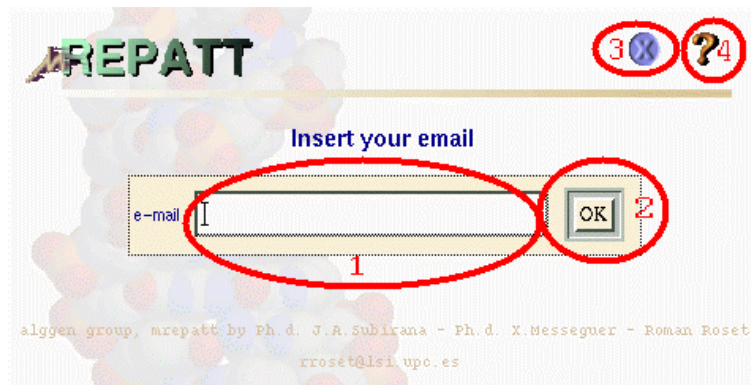 MREPATT 3 X ? 4
Insert your email
e-mail OK 2
1
alggen group, mrepatt by Ph.d. J.A.Subirana - Ph.d. X.Messeguer - Roman Roset
rroset@lsi.upc.es